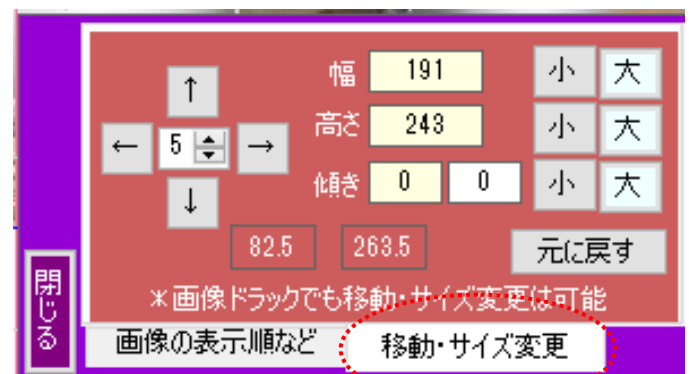 幅 191 小 大
↑
高さ 243 小 大
← 5 →
傾き 0 0 小 大
↓
82.5 263.5 元に戻す
＊画像ドラックでも移動・サイズ変更は可能
閉じる
画像の表示順など 移動・サイズ変更